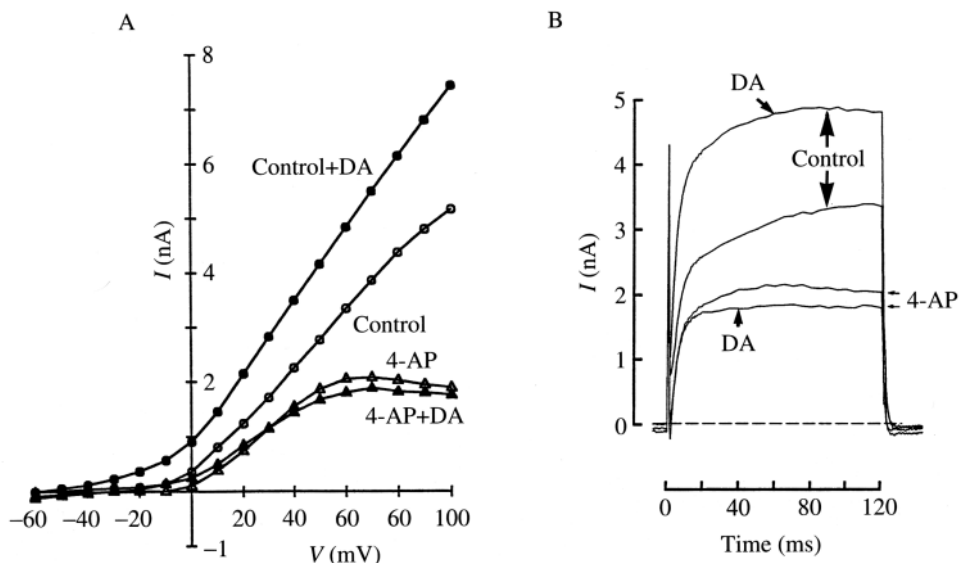 A
8
6
4
2
−1
I (nA)
Control+DA
Control
4-AP
4-AP+DA
−60
−40
−20
20
40
60
80
100
V (mV)
B
5
4
3
2
1
0
I (nA)
DA
Control
4-AP
DA
0
40
80
120
Time (ms)